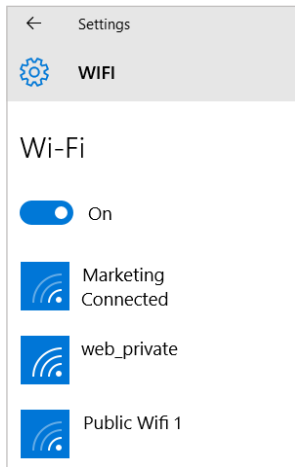 Settings
WIFI
Wi-Fi
On
Marketing
Connected
web_private
Public Wifi 1